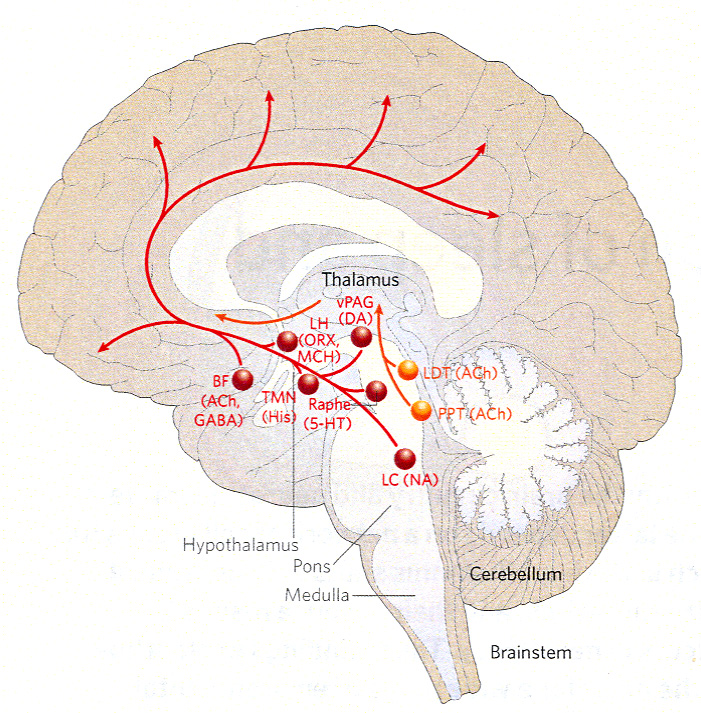 Thalamus
vPAG
(DA)
LH
(ORX,
MCH)
BF
(ACh,
GABA)
TMN
(His)
Raphe
(5-HT)
LDT (ACh)
PPT (ACh)
LC (NA)
Hypothalamus
Pons
Medulla
Cerebellum
Brainstem